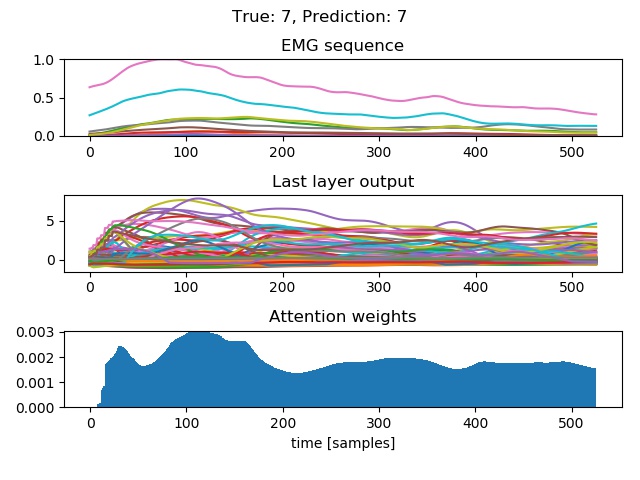 True: 7, Prediction: 7
EMG sequence
1.0
0.5
0.0
0 100 200 300 400 500
Last layer output
5
0
0 100 200 300 400 500
Attention weights
0.003
0.002
0.001
0.000
0 100 200 300 400 500
time [samples]